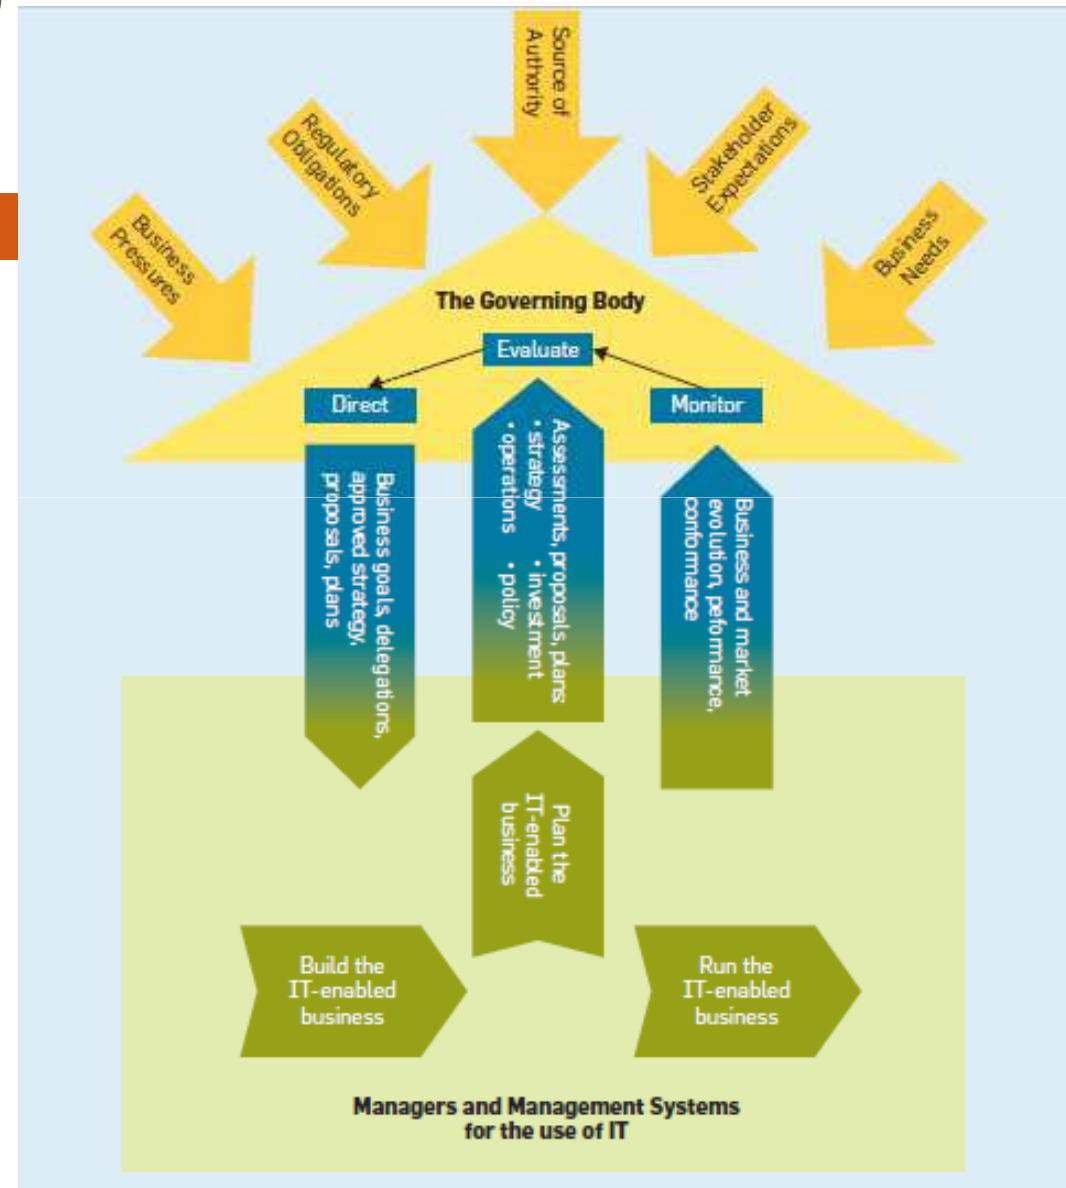 Source of
Authority
Regulatory
Obligations
Stakeholder
Expectations
Business
Pressures
Business
Needs
The Governing Body
Evaluate
Direct
Monitor
Business goals, delegations,
approved strategy,
proposals, plans
Assessments, proposals, plans:
• strategy • investment
• operations • policy
Business and market
evolution, peformance,
conformance
Plan the
IT-enabled
business
Build the
IT-enabled
business
Run the
IT-enabled
business
Managers and Management Systems
for the use of IT